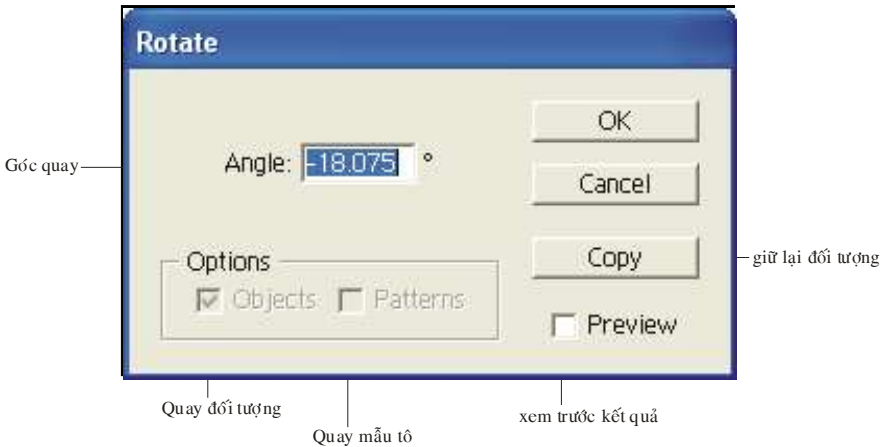 Rotate
OK
Góc quay
Angle: -18.075 °
Cancel
Copy
giữ lại đối tượng
Options
Objects Patterns
Preview
Quay đối tượng
xem trước kết quả
Quay mẫu tô